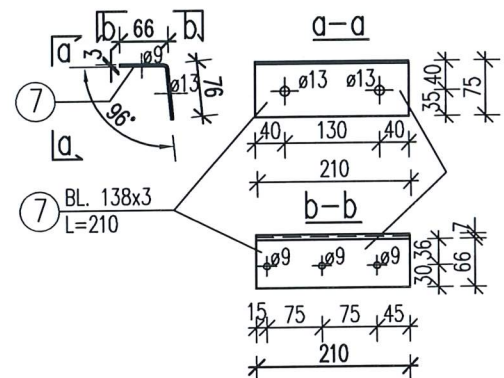 b 66 b
a 3 ø9
ø13 76
7
96°
a
7 BL. 138x3
L=210
a-a
ø13 ø13
35 40 75
40 130 40
210
b-b
ø9 ø9 ø9
7
30 36 66
15 75 75 45
210